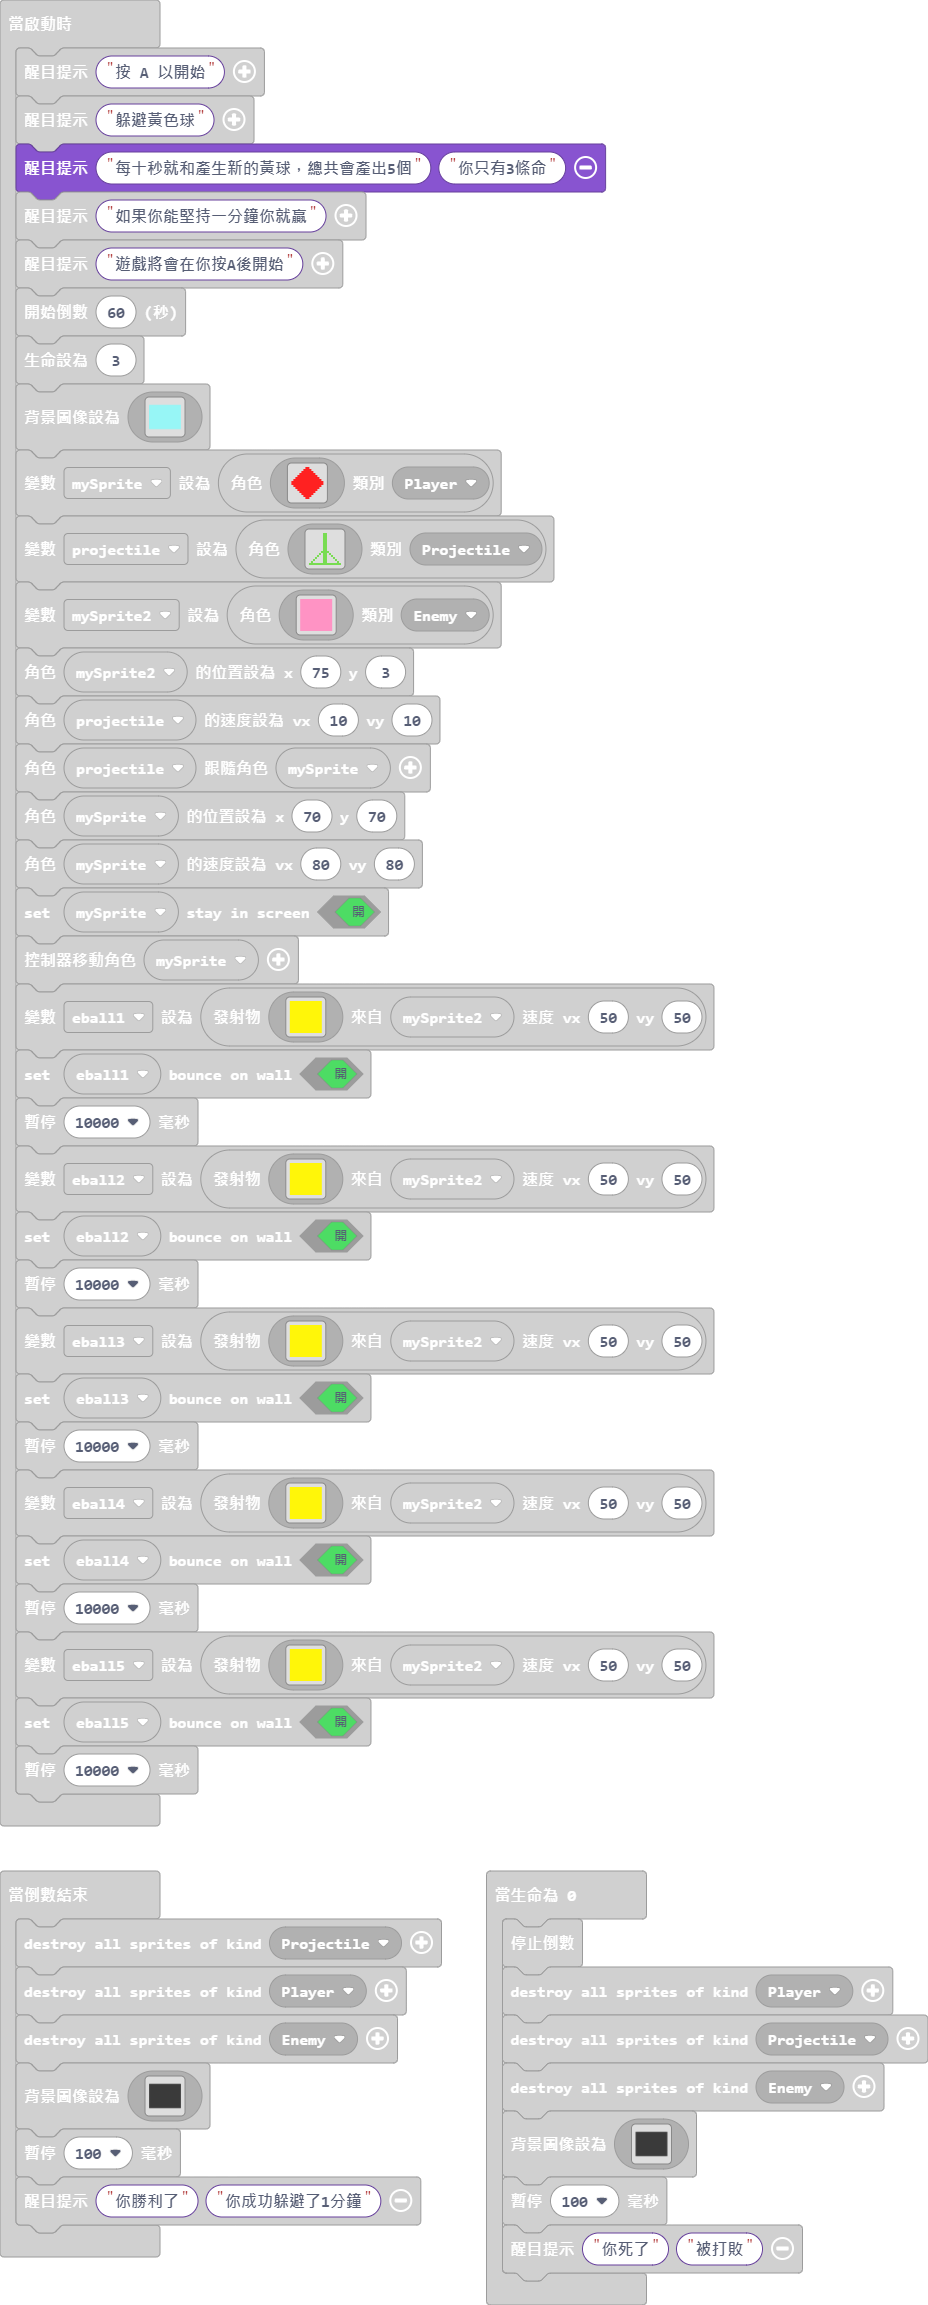 當啟動時
醒目提示 "按 A 以開始"
醒目提示 "躲避黃色球"
醒目提示 "每十秒就和產生新的黃球，總共會產出5個" "你只有3條命"
醒目提示 "如果你能堅持一分鐘你就贏"
醒目提示 "遊戲將會在你按A後開始"
開始倒數 60 (秒)
生命設為 3
背景圖像設為
變數 mySprite 設為 角色 類別 Player
變數 projectile 設為 角色 類別 Projectile
變數 mySprite2 設為 角色 類別 Enemy
角色 mySprite2 的位置設為 x 75 y 3
角色 projectile 的速度設為 vx 10 vy 10
角色 projectile 跟隨角色 mySprite
角色 mySprite 的位置設為 x 70 y 70
角色 mySprite 的速度設為 vx 80 vy 80
set mySprite stay in screen 開
控制器移動角色 mySprite
變數 eball1 設為 發射物 來自 mySprite2 速度 vx 50 vy 50
set eball1 bounce on wall 開
暫停 10000 毫秒
變數 eball2 設為 發射物 來自 mySprite2 速度 vx 50 vy 50
set eball2 bounce on wall 開
暫停 10000 毫秒
變數 eball3 設為 發射物 來自 mySprite2 速度 vx 50 vy 50
set eball3 bounce on wall 開
暫停 10000 毫秒
變數 eball4 設為 發射物 來自 mySprite2 速度 vx 50 vy 50
set eball4 bounce on wall 開
暫停 10000 毫秒
變數 eball5 設為 發射物 來自 mySprite2 速度 vx 50 vy 50
set eball5 bounce on wall 開
暫停 10000 毫秒
當倒數結束
destroy all sprites of kind Projectile
destroy all sprites of kind Player
destroy all sprites of kind Enemy
背景圖像設為
暫停 100 毫秒
醒目提示 "你勝利了" "你成功躲避了1分鐘"
當生命為 0
停止倒數
destroy all sprites of kind Player
destroy all sprites of kind Projectile
destroy all sprites of kind Enemy
背景圖像設為
暫停 100 毫秒
醒目提示 "你死了" "被打敗"